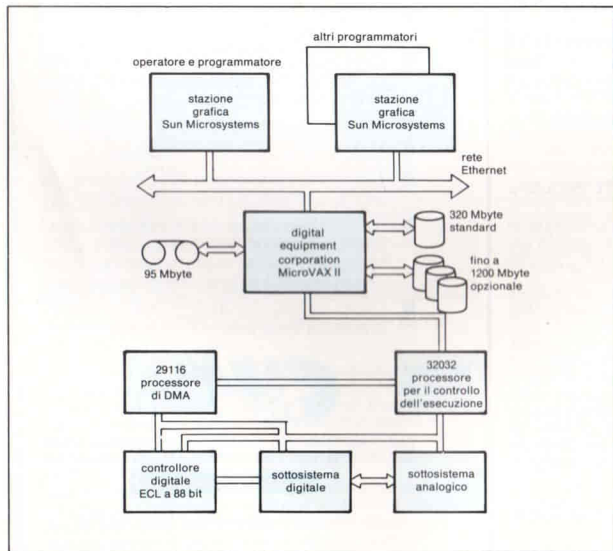 altri programmatori
operatore e programmatore
stazione
grafica
Sun Microsystems
stazione
grafica
Sun Microsystems
rete
Ethernet
digital
equipment
corporation
MicroVAX II
320 Mbyte
standard
95 Mbyte
fino a
1200 Mbyte
opzionale
29116
processore
di DMA
32032
processore
per il controllo
dell'esecuzione
controllore
digitale
ECL a 88 bit
sottosistema
digitale
sottosistema
analogico